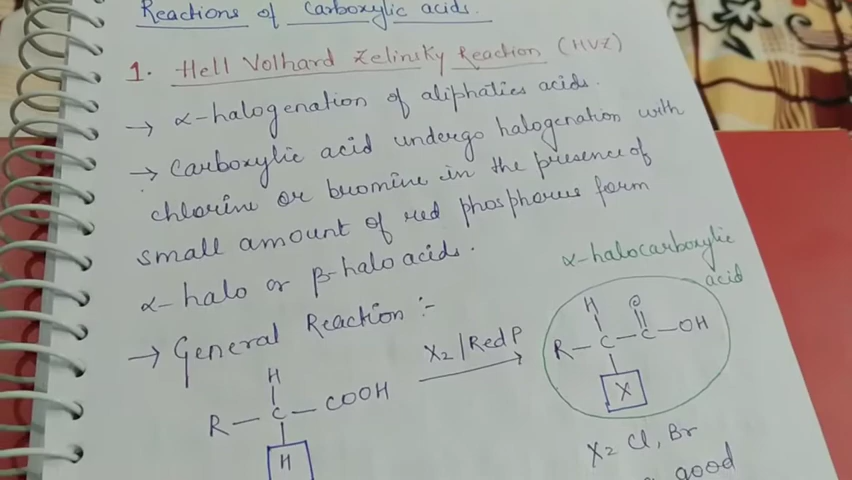 Reactions of Carboxylic acids.
1. Hell Volhard Zelinsky Reaction (HVZ)
→ α-halogenation of aliphatics acids.
→ Carboxylic acid undergo halogenation with
chlorine or bromine in the presence of
small amount of red phosphorus form
α-halo or β-halo acids.
→ General Reaction :-
H
R - C - COOH
H
X2 / Red P
α-halocarboxylic
acid
H O
R - C - C - OH
X
X = Cl, Br
good